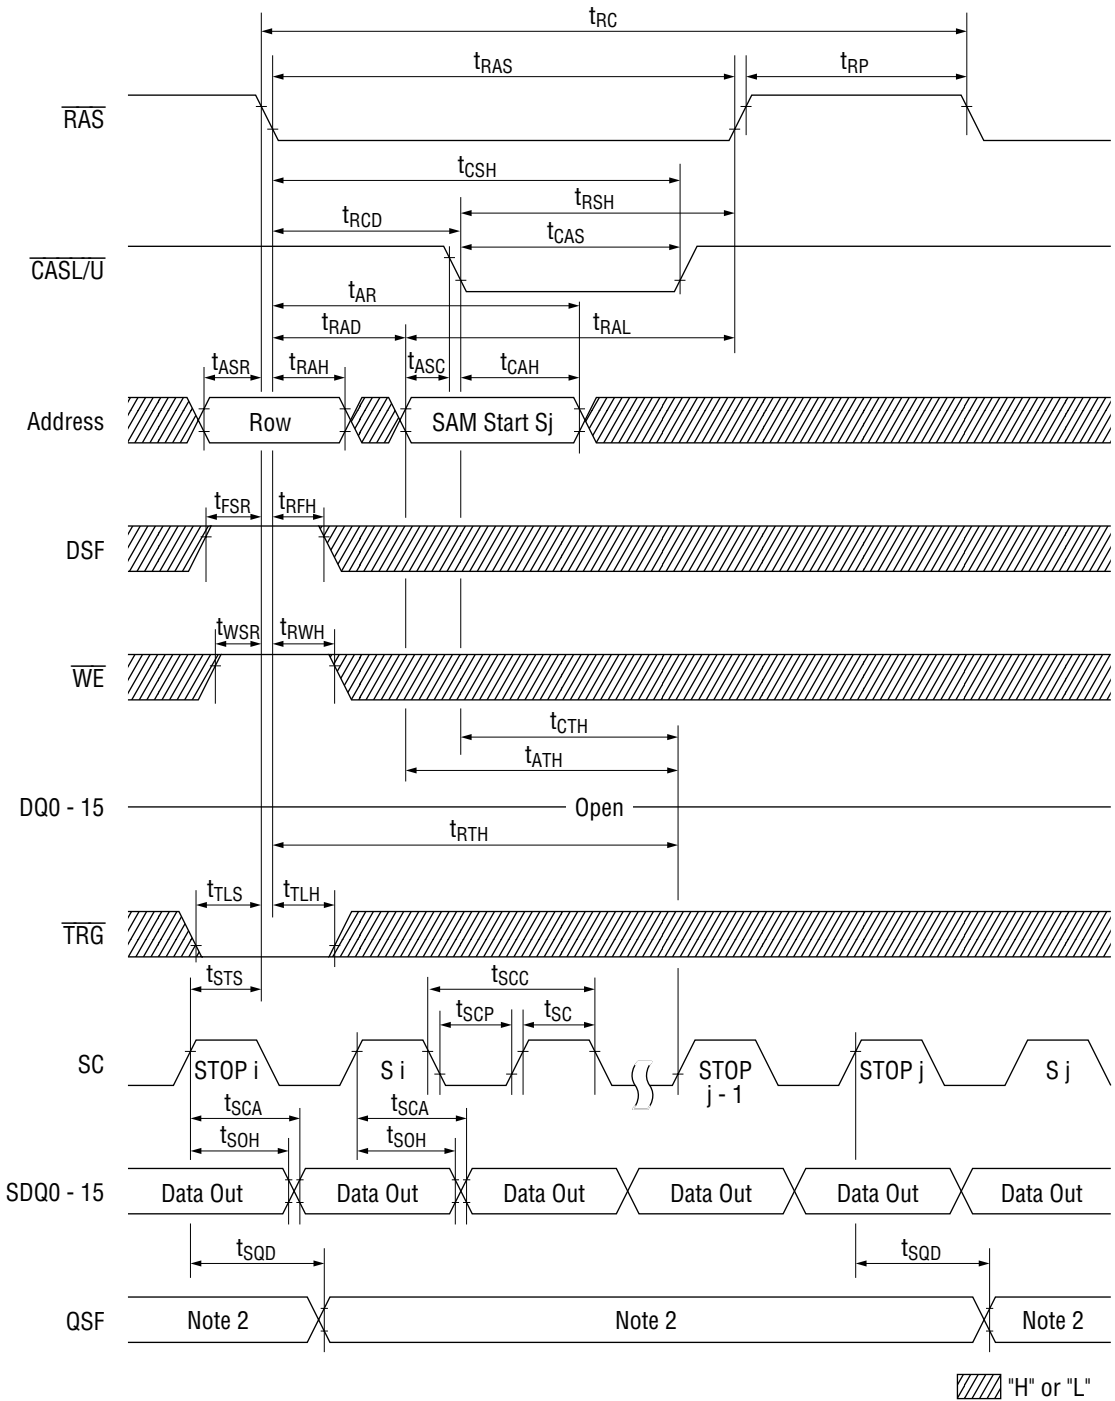 tRC
tRAS
tRP
RAS
tCSH
tRSH
tRCD
tCAS
CASL/U
tAR
tRAD
tRAL
tASR
tRAH
tASC
tCAH
Address
Row
SAM Start Sj
tFSR
tRFH
DSF
tWSR
tRWH
WE
tCTH
tATH
DQ0 - 15
Open
tRTH
tTLS
tTLH
TRG
tSTS
tSCC
tSCP
tSC
SC
STOP i
S i
STOP
j - 1
STOP j
S j
tSCA
tSCA
tSOH
tSOH
SDQ0 - 15
Data Out
Data Out
Data Out
Data Out
Data Out
Data Out
tSQD
tSQD
QSF
Note 2
Note 2
Note 2
"H" or "L"